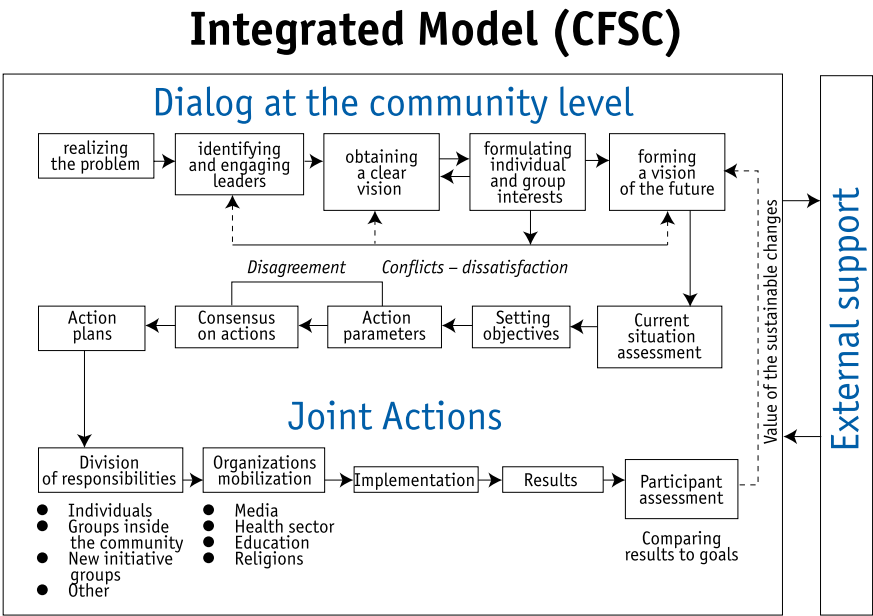 Integrated Model (CFSC)
Dialog at the community level
realizing
the problem
identifying
and engaging
leaders
obtaining
a clear
vision
formulating
individual
and group
interests
forming
a vision
of the future
Disagreement
Conflicts – dissatisfaction
Action
plans
Consensus
on actions
Action
parameters
Setting
objectives
Current
situation
assessment
Value of the sustainable changes
External support
Joint Actions
Division
of responsibilities
Organizations
mobilization
Implementation
Results
Participant
assessment
● Individuals
● Groups inside
the community
● New initiative
groups
● Other
● Media
● Health sector
● Education
● Religions
Comparing
results to goals